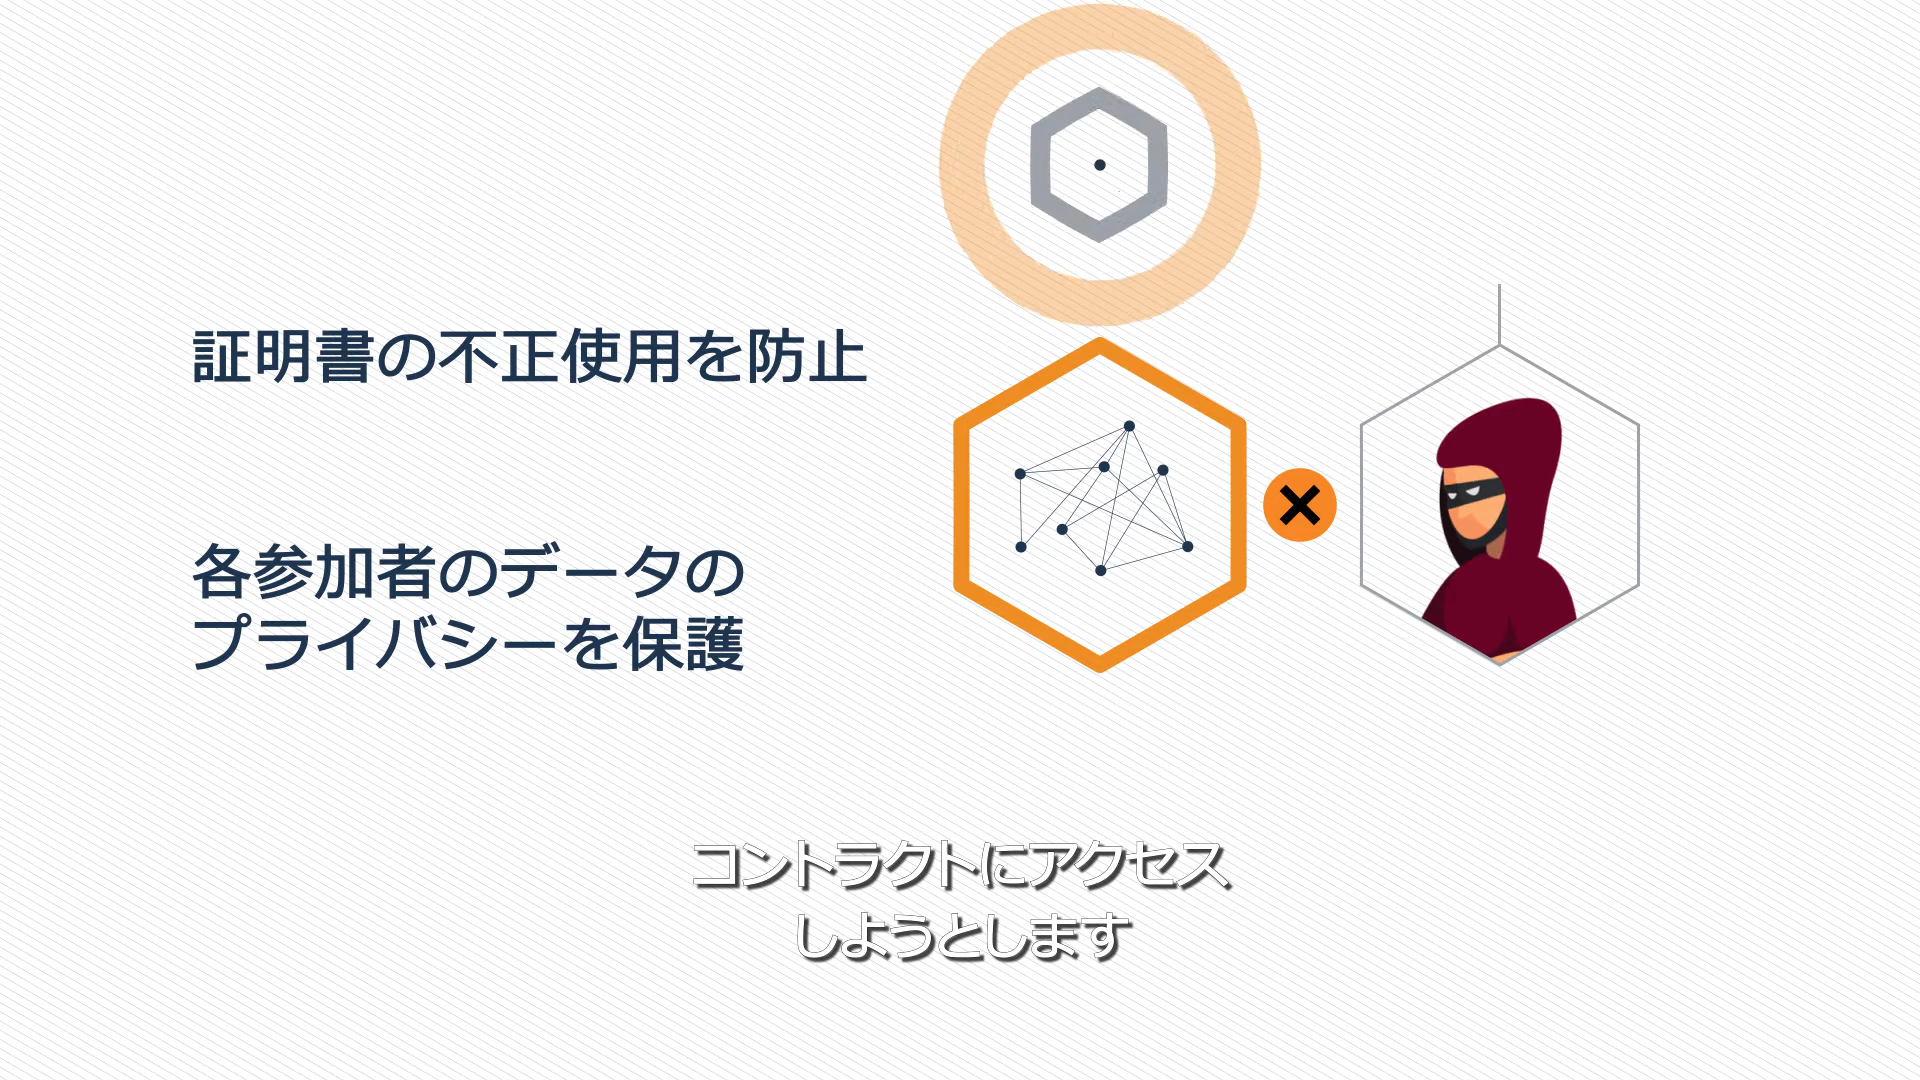 証明書の不正使用を防止
各参加者のデータの
プライバシーを保護
コントラクトにアクセス
しようとします